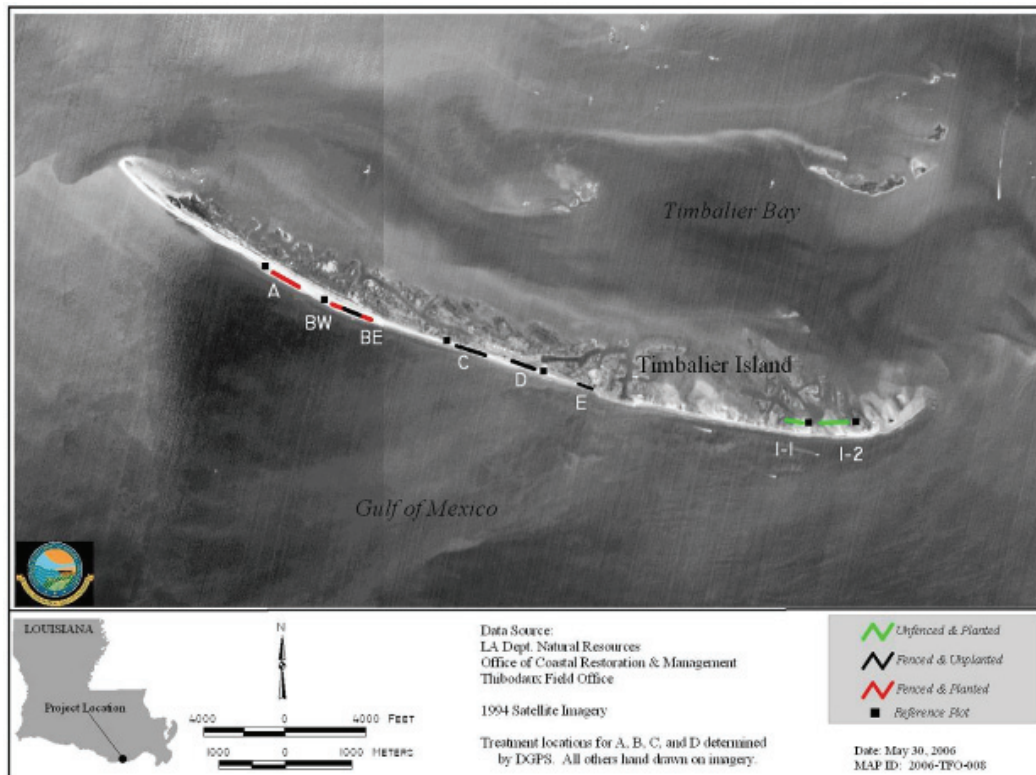 Timbalier Bay
A
BW
BE
C
D
E
Timbalier Island
I-1
I-2
Gulf of Mexico
LOUISIANA
Project Location
N
4000 0 4000 FEET
1000 0 1000 METERS
Data Source:
LA Dept. Natural Resources
Office of Coastal Restoration & Management
Thibodaux Field Office
1994 Satellite Imagery
Treatment locations for A, B, C, and D determined
by DGPS. All others hand drawn on imagery.
Unfenced & Planted
Fenced & Unplanted
Fenced & Planted
Reference Plot
Date: May 30, 2006
MAP ID: 2006-TFO-008